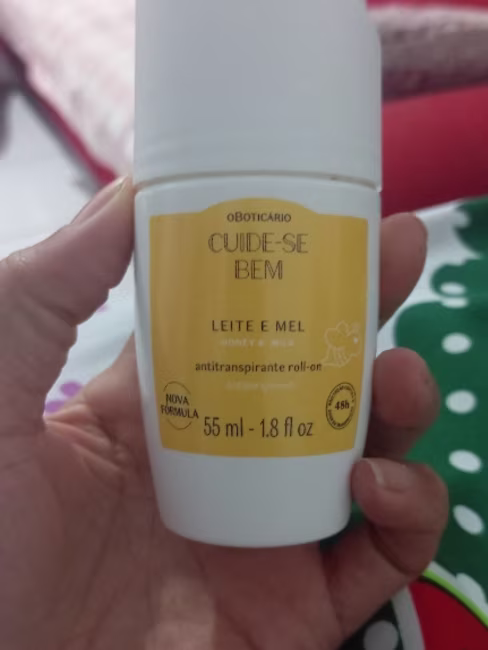 oBOTICÁRIO
CUIDE-SE
BEM
LEITE E MEL
antitranspirante roll-on
NOVA
FÓRMULA
55 ml - 1.8 fl oz
48h